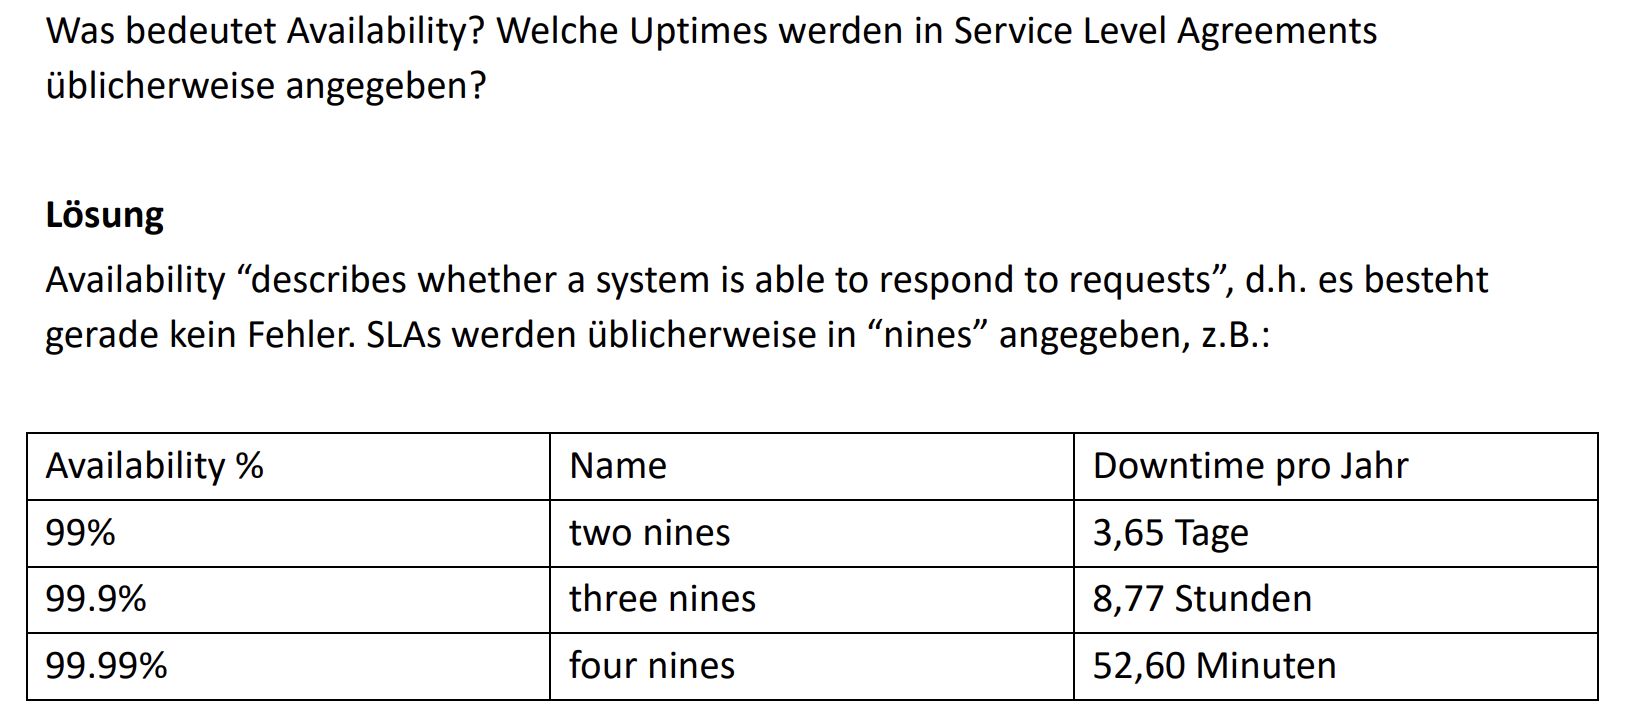 Was bedeutet Availability? Welche Uptimes werden in Service Level Agreements
üblicherweise angegeben?
Lösung
Availability “describes whether a system is able to respond to requests”, d.h. es besteht
gerade kein Fehler. SLAs werden üblicherweise in “nines” angegeben, z.B.:
Availability % Name Downtime pro Jahr
99% two nines 3,65 Tage
99.9% three nines 8,77 Stunden
99.99% four nines 52,60 Minuten